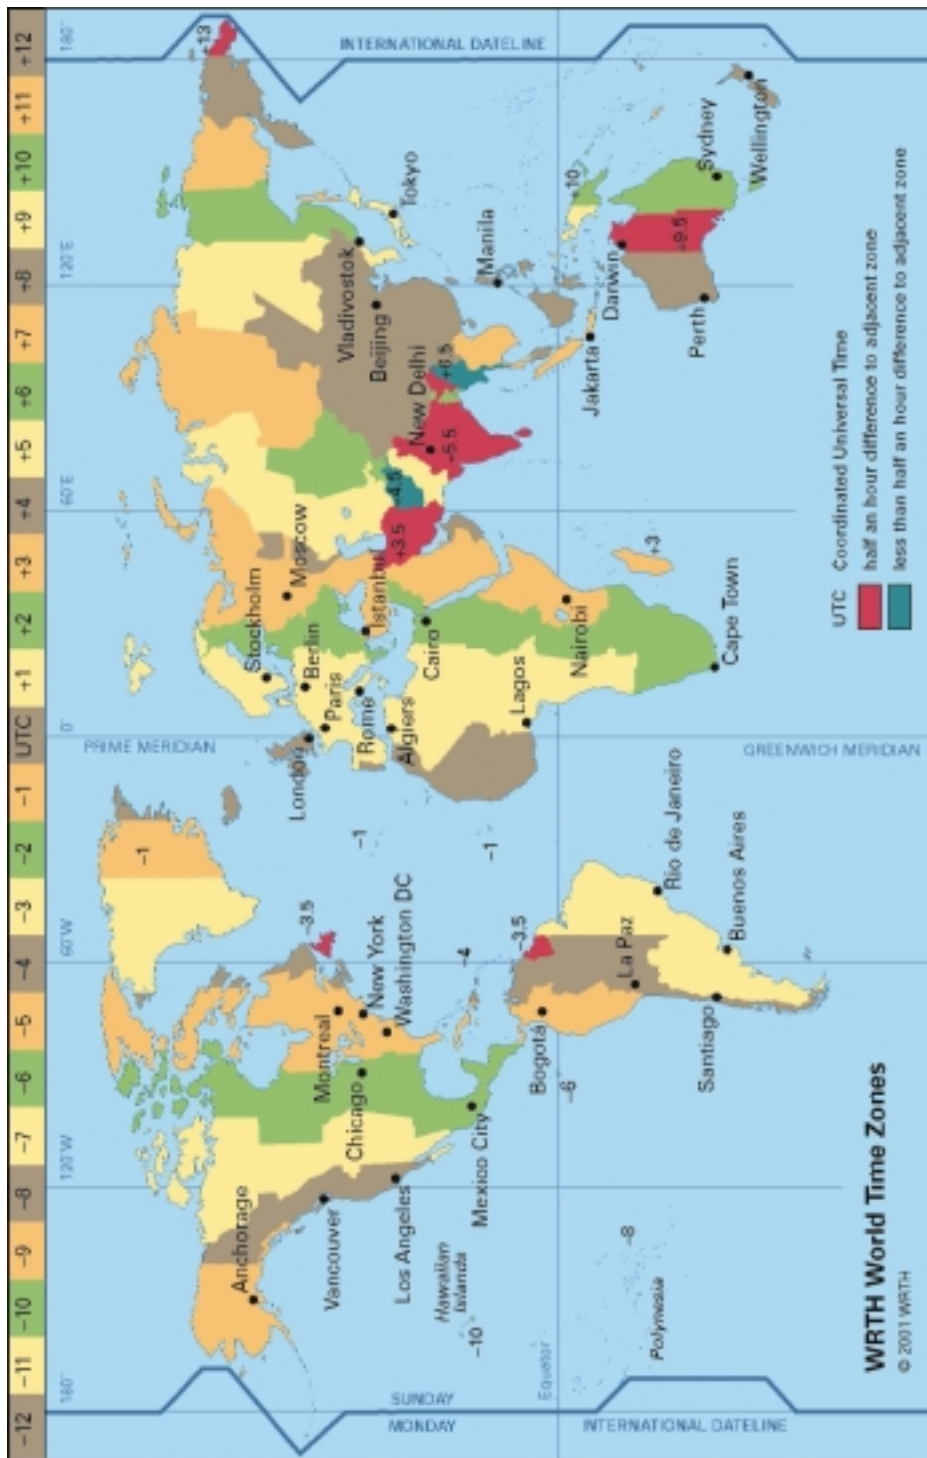 -12
-11
-10
-9
-8
-7
-6
-5
-4
-3
-2
-1
UTC
+1
+2
+3
+4
+5
+6
+7
+8
+9
+10
+11
+12
180°
120°W
60°W
0°
60°E
120°E
180°
PRIME MERIDIAN
INTERNATIONAL DATELINE
+13
Anchorage
Vancouver
Los Angeles
Hawaiian
Islands
-10
Mexico City
Chicago
Montreal
New York
Washington DC
-3.5
-1
-1
-1
-4
-3.5
London
Paris
Berlin
Stockholm
Moscow
Rome
Istanbul
Algiers
Cairo
Lagos
Nairobi
Cape Town
+3
+3.5
+4.5
New Delhi
-5.5
+6.5
Beijing
Vladivostok
Tokyo
Manila
Jakarta
Darwin
+10
+9.5
Perth
Sydney
Wellington
SUNDAY
MONDAY
Equator
INTERNATIONAL DATELINE
-8
Polynesia
-6
Bogotá
La Paz
Santiago
Rio de Janeiro
Buenos Aires
GREENWICH MERIDIAN
WRTH World Time Zones
© 2001 WRTH
UTC Coordinated Universal Time
half an hour difference to adjacent zone
less than half an hour difference to adjacent zone